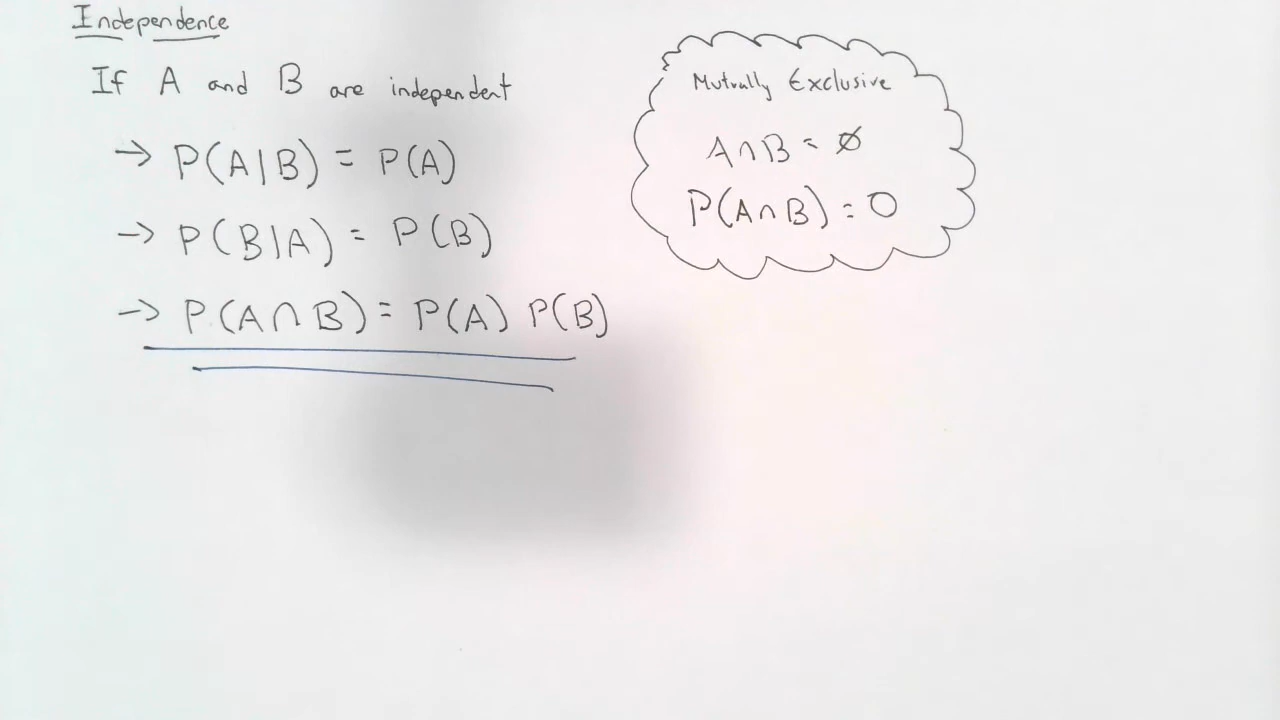 Independence
If A and B are independent
→ P(A|B) = P(A)
→ P(B|A) = P(B)
→ P(A∩B) = P(A) P(B)
Mutually Exclusive
A∩B = ∅
P(A∩B) = 0